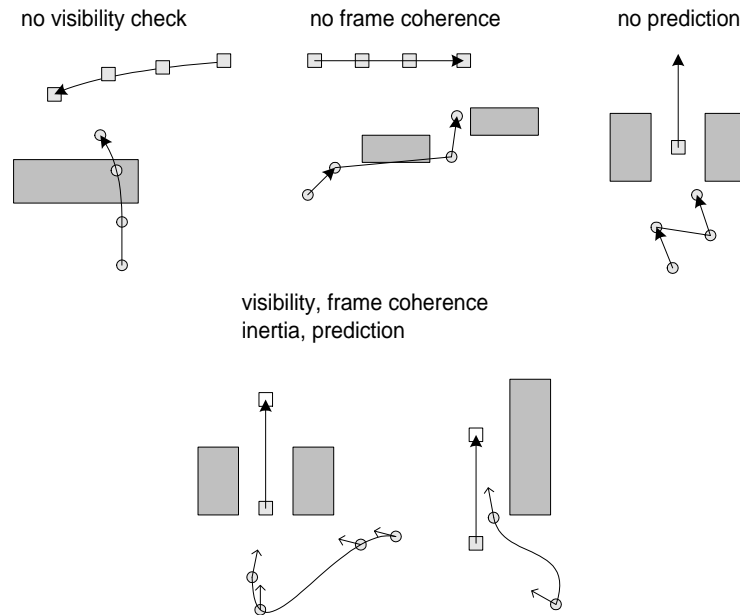 no visibility check
no frame coherence
no prediction
visibility, frame coherence
inertia, prediction